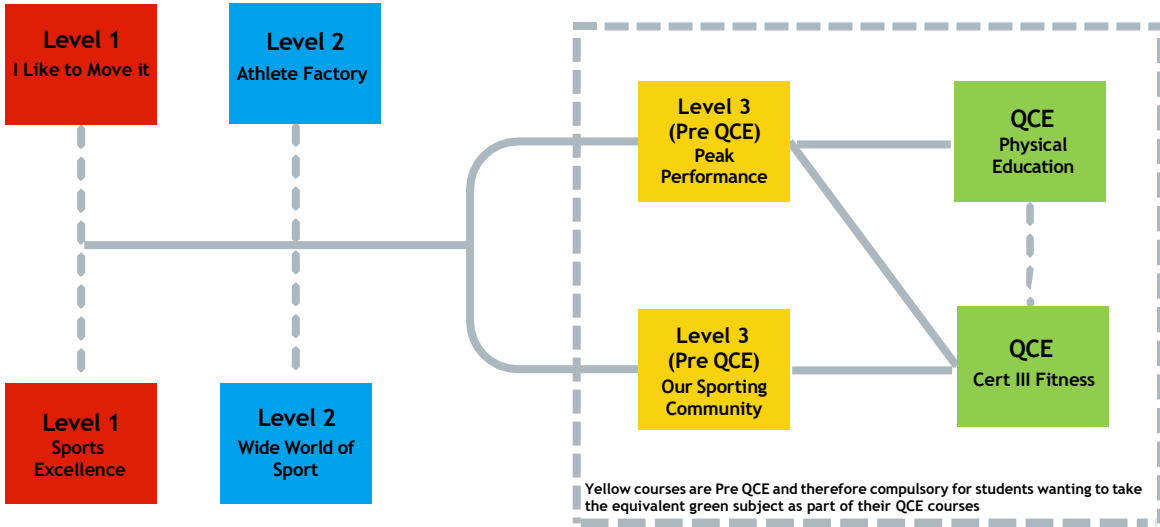 Level 1
I Like to Move it
Level 2
Athlete Factory
Level 3
(Pre QCE)
Peak
Performance
QCE
Physical
Education
Level 1
Sports
Excellence
Level 2
Wide World of
Sport
Level 3
(Pre QCE)
Our Sporting
Community
QCE
Cert III Fitness
Yellow courses are Pre QCE and therefore compulsory for students wanting to take
the equivalent green subject as part of their QCE courses